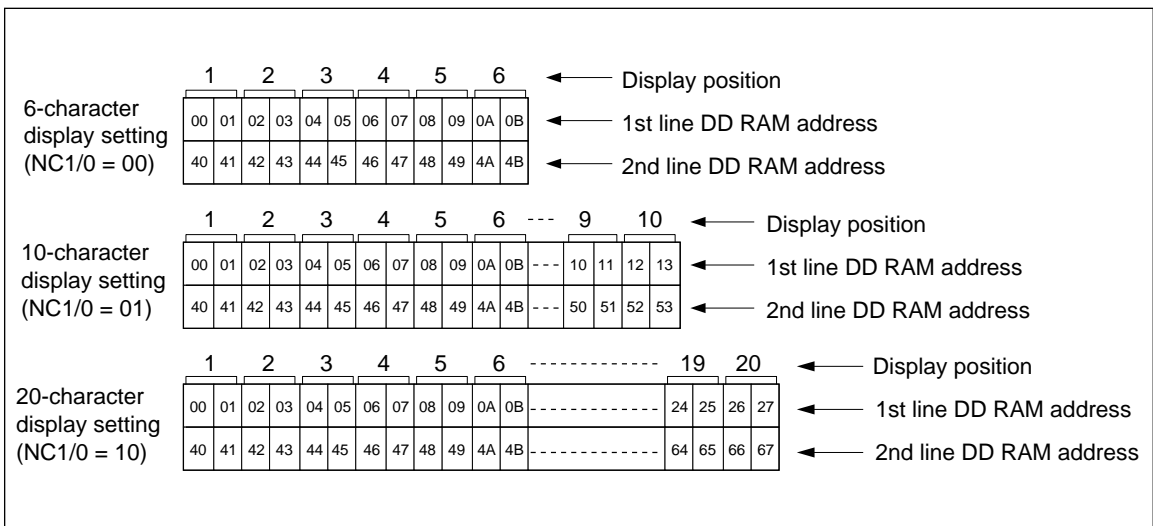 1 2 3 4 5 6 Display position
6-character
display setting
(NC1/0 = 00)
00 01 02 03 04 05 06 07 08 09 0A 0B 1st line DD RAM address
40 41 42 43 44 45 46 47 48 49 4A 4B 2nd line DD RAM address
1 2 3 4 5 6 --- 9 10 Display position
10-character
display setting
(NC1/0 = 01)
00 01 02 03 04 05 06 07 08 09 0A 0B --- 10 11 12 13 1st line DD RAM address
40 41 42 43 44 45 46 47 48 49 4A 4B --- 50 51 52 53 2nd line DD RAM address
1 2 3 4 5 6 -------------- 19 20 Display position
20-character
display setting
(NC1/0 = 10)
00 01 02 03 04 05 06 07 08 09 0A 0B -------------- 24 25 26 27 1st line DD RAM address
40 41 42 43 44 45 46 47 48 49 4A 4B -------------- 64 65 66 67 2nd line DD RAM address